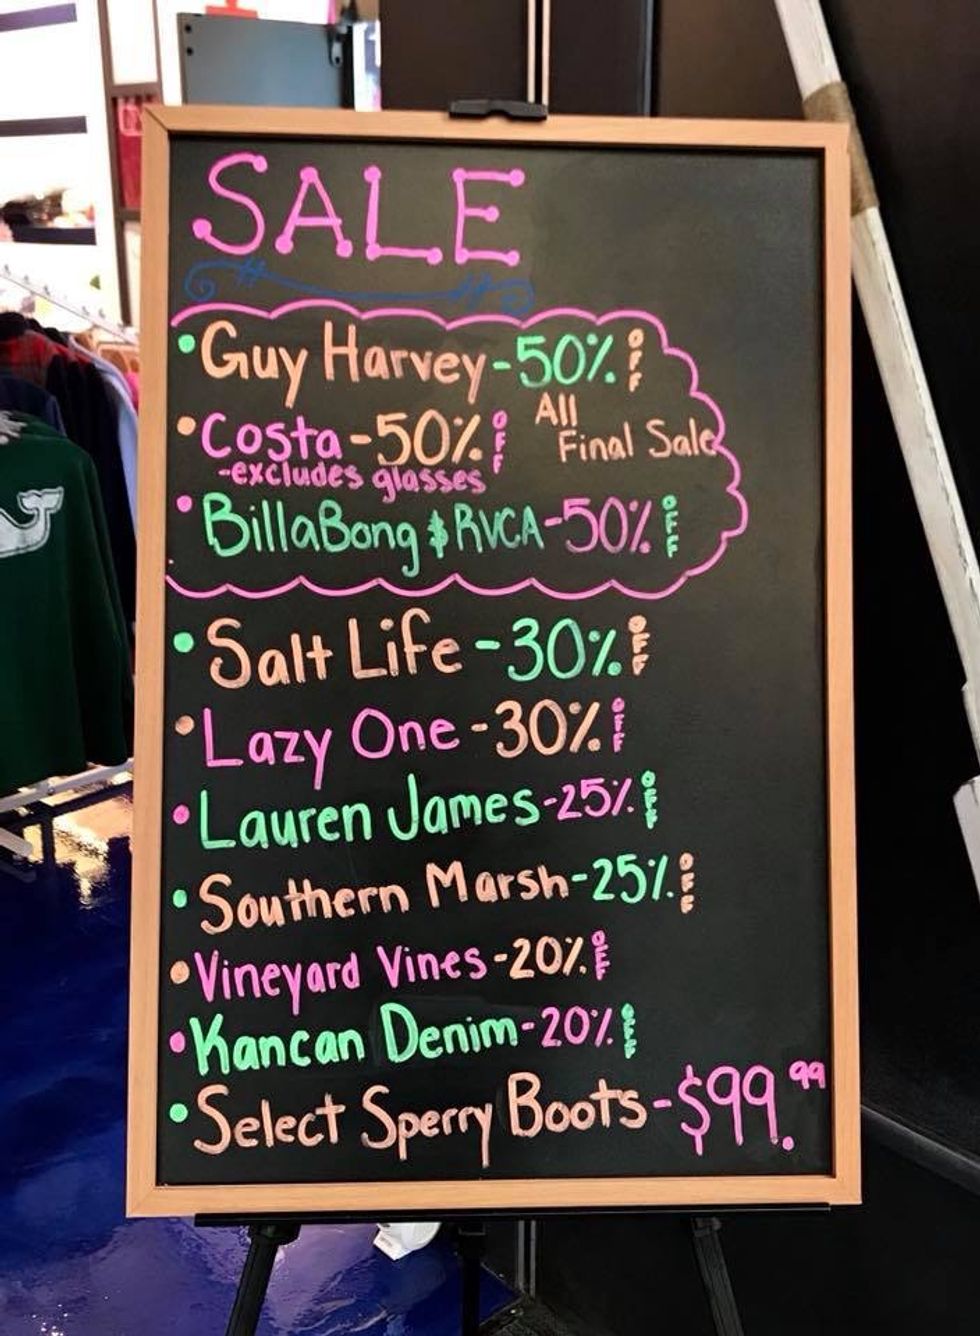 SALE
• Guy Harvey - 50% OFF
• Costa - 50% OFF All
-excludes glasses Final Sale
• BillaBong & RVCA - 50% OFF
• Salt Life - 30% OFF
• Lazy One - 30% OFF
• Lauren James - 25% OFF
• Southern Marsh - 25% OFF
• Vineyard Vines - 20% OFF
• Kancan Denim - 20% OFF
• Select Sperry Boots - $99.99